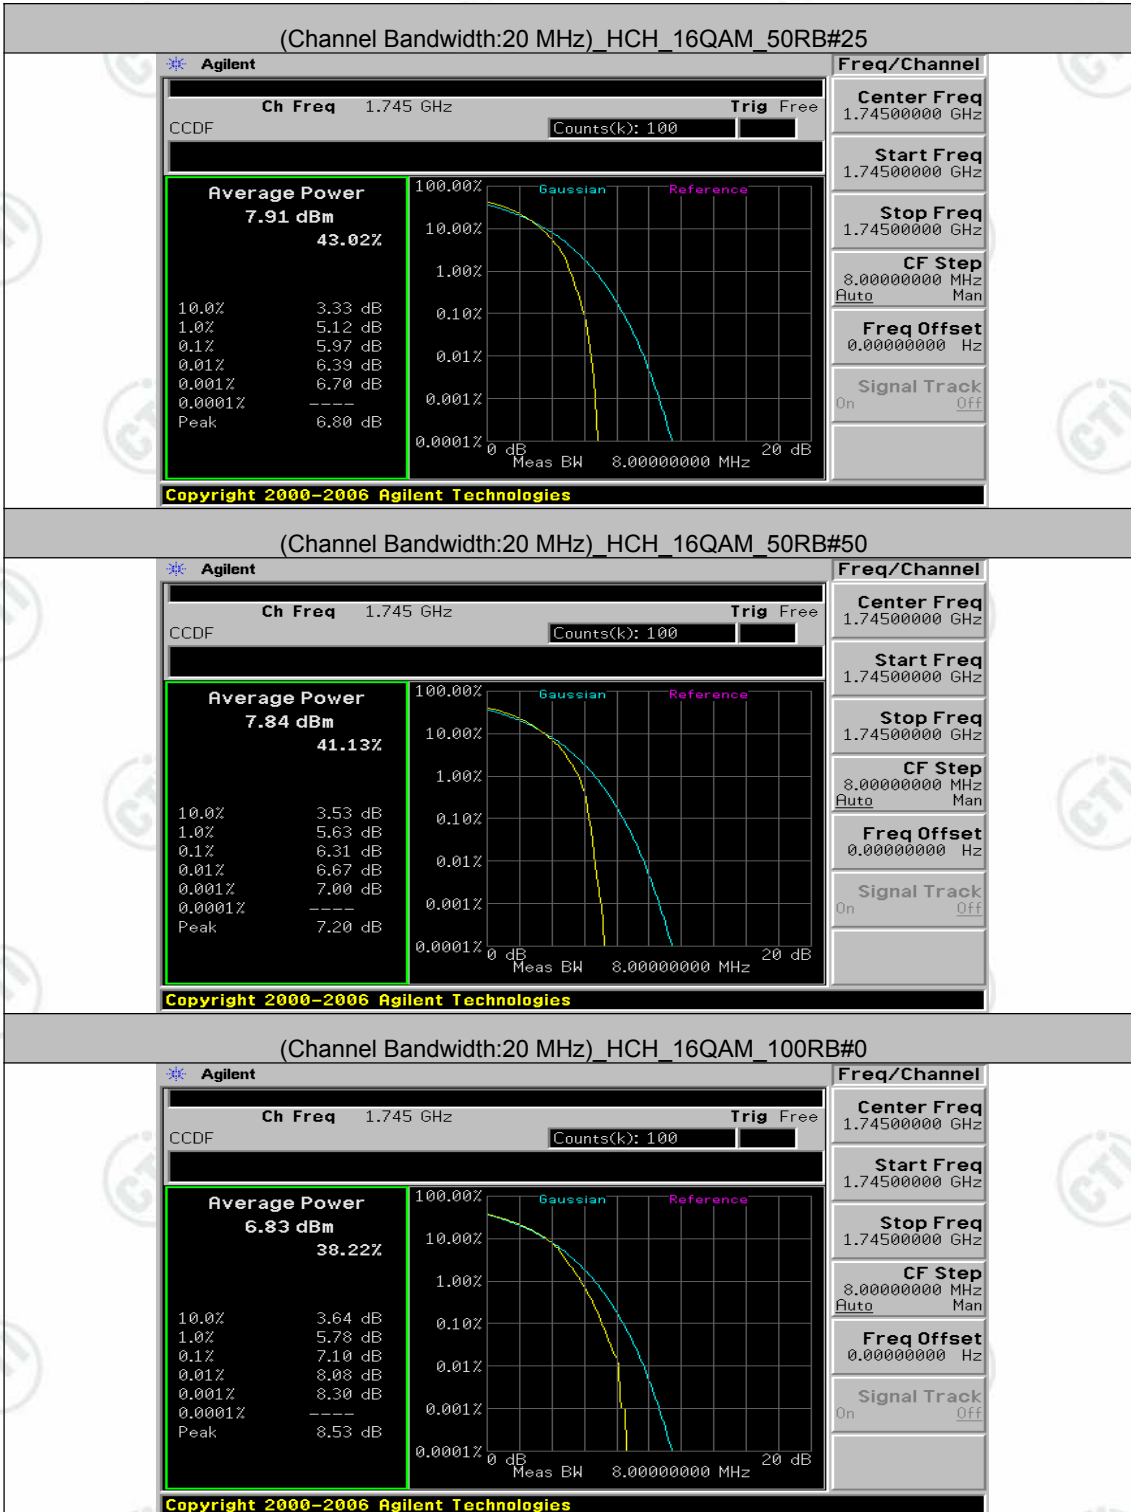 (Channel Bandwidth:20 MHz)_HCH_16QAM_50RB#25
Agilent
Freq/Channel
Ch Freq 1.745 GHz Trig Free
CCDF Counts(k): 100
Center Freq
1.74500000 GHz
Start Freq
1.74500000 GHz
Stop Freq
1.74500000 GHz
CF Step
8.00000000 MHz
Auto Man
Freq Offset
0.00000000 Hz
Signal Track
On Off
Average Power
7.91 dBm
43.02%
10.0% 3.33 dB
1.0% 5.12 dB
0.1% 5.97 dB
0.01% 6.39 dB
0.001% 6.70 dB
0.0001% ----
Peak 6.80 dB
Gaussian Reference
100.00%
10.00%
1.00%
0.10%
0.01%
0.001%
0.0001%
0 dB 20 dB
Meas BW 8.00000000 MHz
Copyright 2000-2006 Agilent Technologies
(Channel Bandwidth:20 MHz)_HCH_16QAM_50RB#50
Agilent
Freq/Channel
Ch Freq 1.745 GHz Trig Free
CCDF Counts(k): 100
Center Freq
1.74500000 GHz
Start Freq
1.74500000 GHz
Stop Freq
1.74500000 GHz
CF Step
8.00000000 MHz
Auto Man
Freq Offset
0.00000000 Hz
Signal Track
On Off
Average Power
7.84 dBm
41.13%
10.0% 3.53 dB
1.0% 5.63 dB
0.1% 6.31 dB
0.01% 6.67 dB
0.001% 7.00 dB
0.0001% ----
Peak 7.20 dB
Gaussian Reference
100.00%
10.00%
1.00%
0.10%
0.01%
0.001%
0.0001%
0 dB 20 dB
Meas BW 8.00000000 MHz
Copyright 2000-2006 Agilent Technologies
(Channel Bandwidth:20 MHz)_HCH_16QAM_100RB#0
Agilent
Freq/Channel
Ch Freq 1.745 GHz Trig Free
CCDF Counts(k): 100
Center Freq
1.74500000 GHz
Start Freq
1.74500000 GHz
Stop Freq
1.74500000 GHz
CF Step
8.00000000 MHz
Auto Man
Freq Offset
0.00000000 Hz
Signal Track
On Off
Average Power
6.83 dBm
38.22%
10.0% 3.64 dB
1.0% 5.78 dB
0.1% 7.10 dB
0.01% 8.08 dB
0.001% 8.30 dB
0.0001% ----
Peak 8.53 dB
Gaussian Reference
100.00%
10.00%
1.00%
0.10%
0.01%
0.001%
0.0001%
0 dB 20 dB
Meas BW 8.00000000 MHz
Copyright 2000-2006 Agilent Technologies
CTI
CTI
CTI
CTI
CTI
CTI
CTI